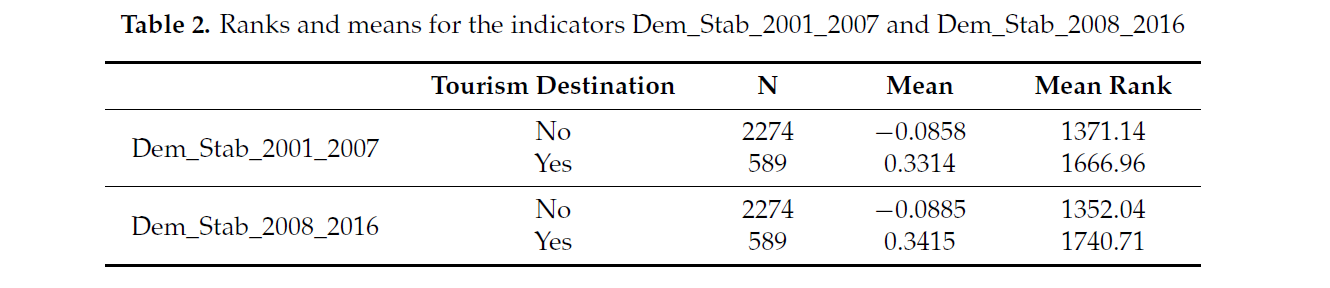 Table 2. Ranks and means for the indicators Dem_Stab_2001_2007 and Dem_Stab_2008_2016
Tourism Destination N Mean Mean Rank
Dem_Stab_2001_2007
No 2274 −0.0858 1371.14
Yes 589 0.3314 1666.96
Dem_Stab_2008_2016
No 2274 −0.0885 1352.04
Yes 589 0.3415 1740.71